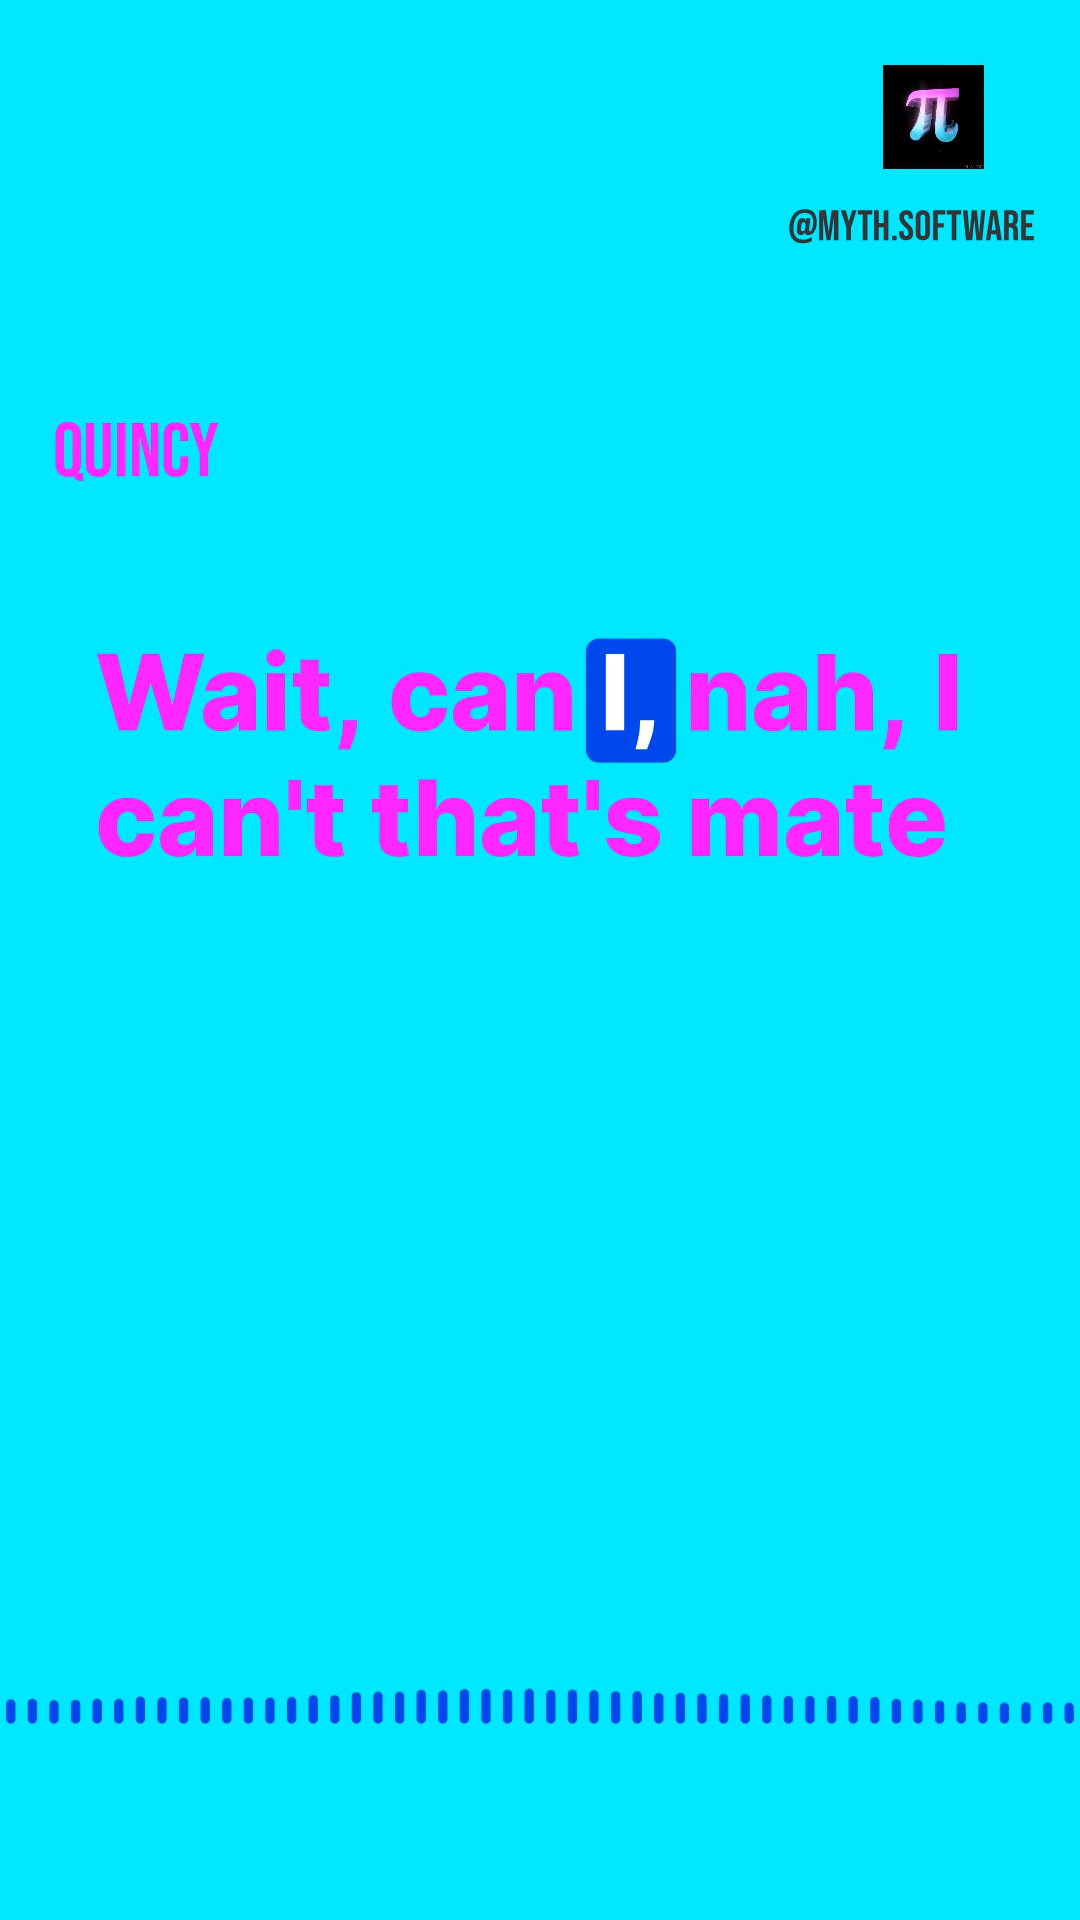 π
@MYTH.SOFTWARE
QUINCY
Wait, can I, nah, I
can't that's mate